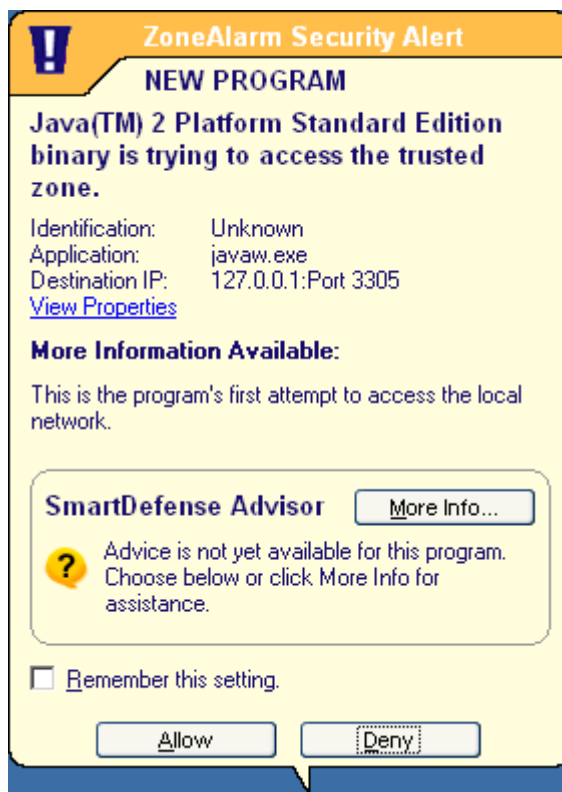 ZoneAlarm Security Alert
NEW PROGRAM
Java(TM) 2 Platform Standard Edition
binary is trying to access the trusted
zone.
Identification: Unknown
Application: javaw.exe
Destination IP: 127.0.0.1:Port 3305
View Properties
More Information Available:
This is the program's first attempt to access the local
network.
SmartDefense Advisor More Info...
Advice is not yet available for this program.
Choose below or click More Info for
assistance.
Remember this setting.
Allow Deny